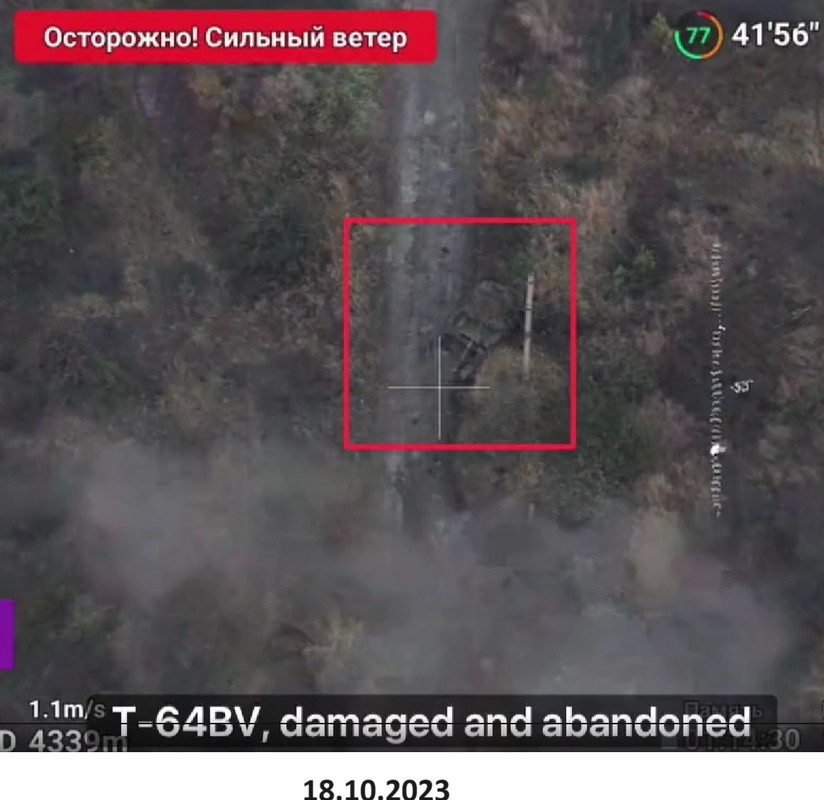 Осторожно! Сильный ветер
77 41'56"
1.1m/s
T-64BV, damaged and abandoned
D 4339m
18.10.2023